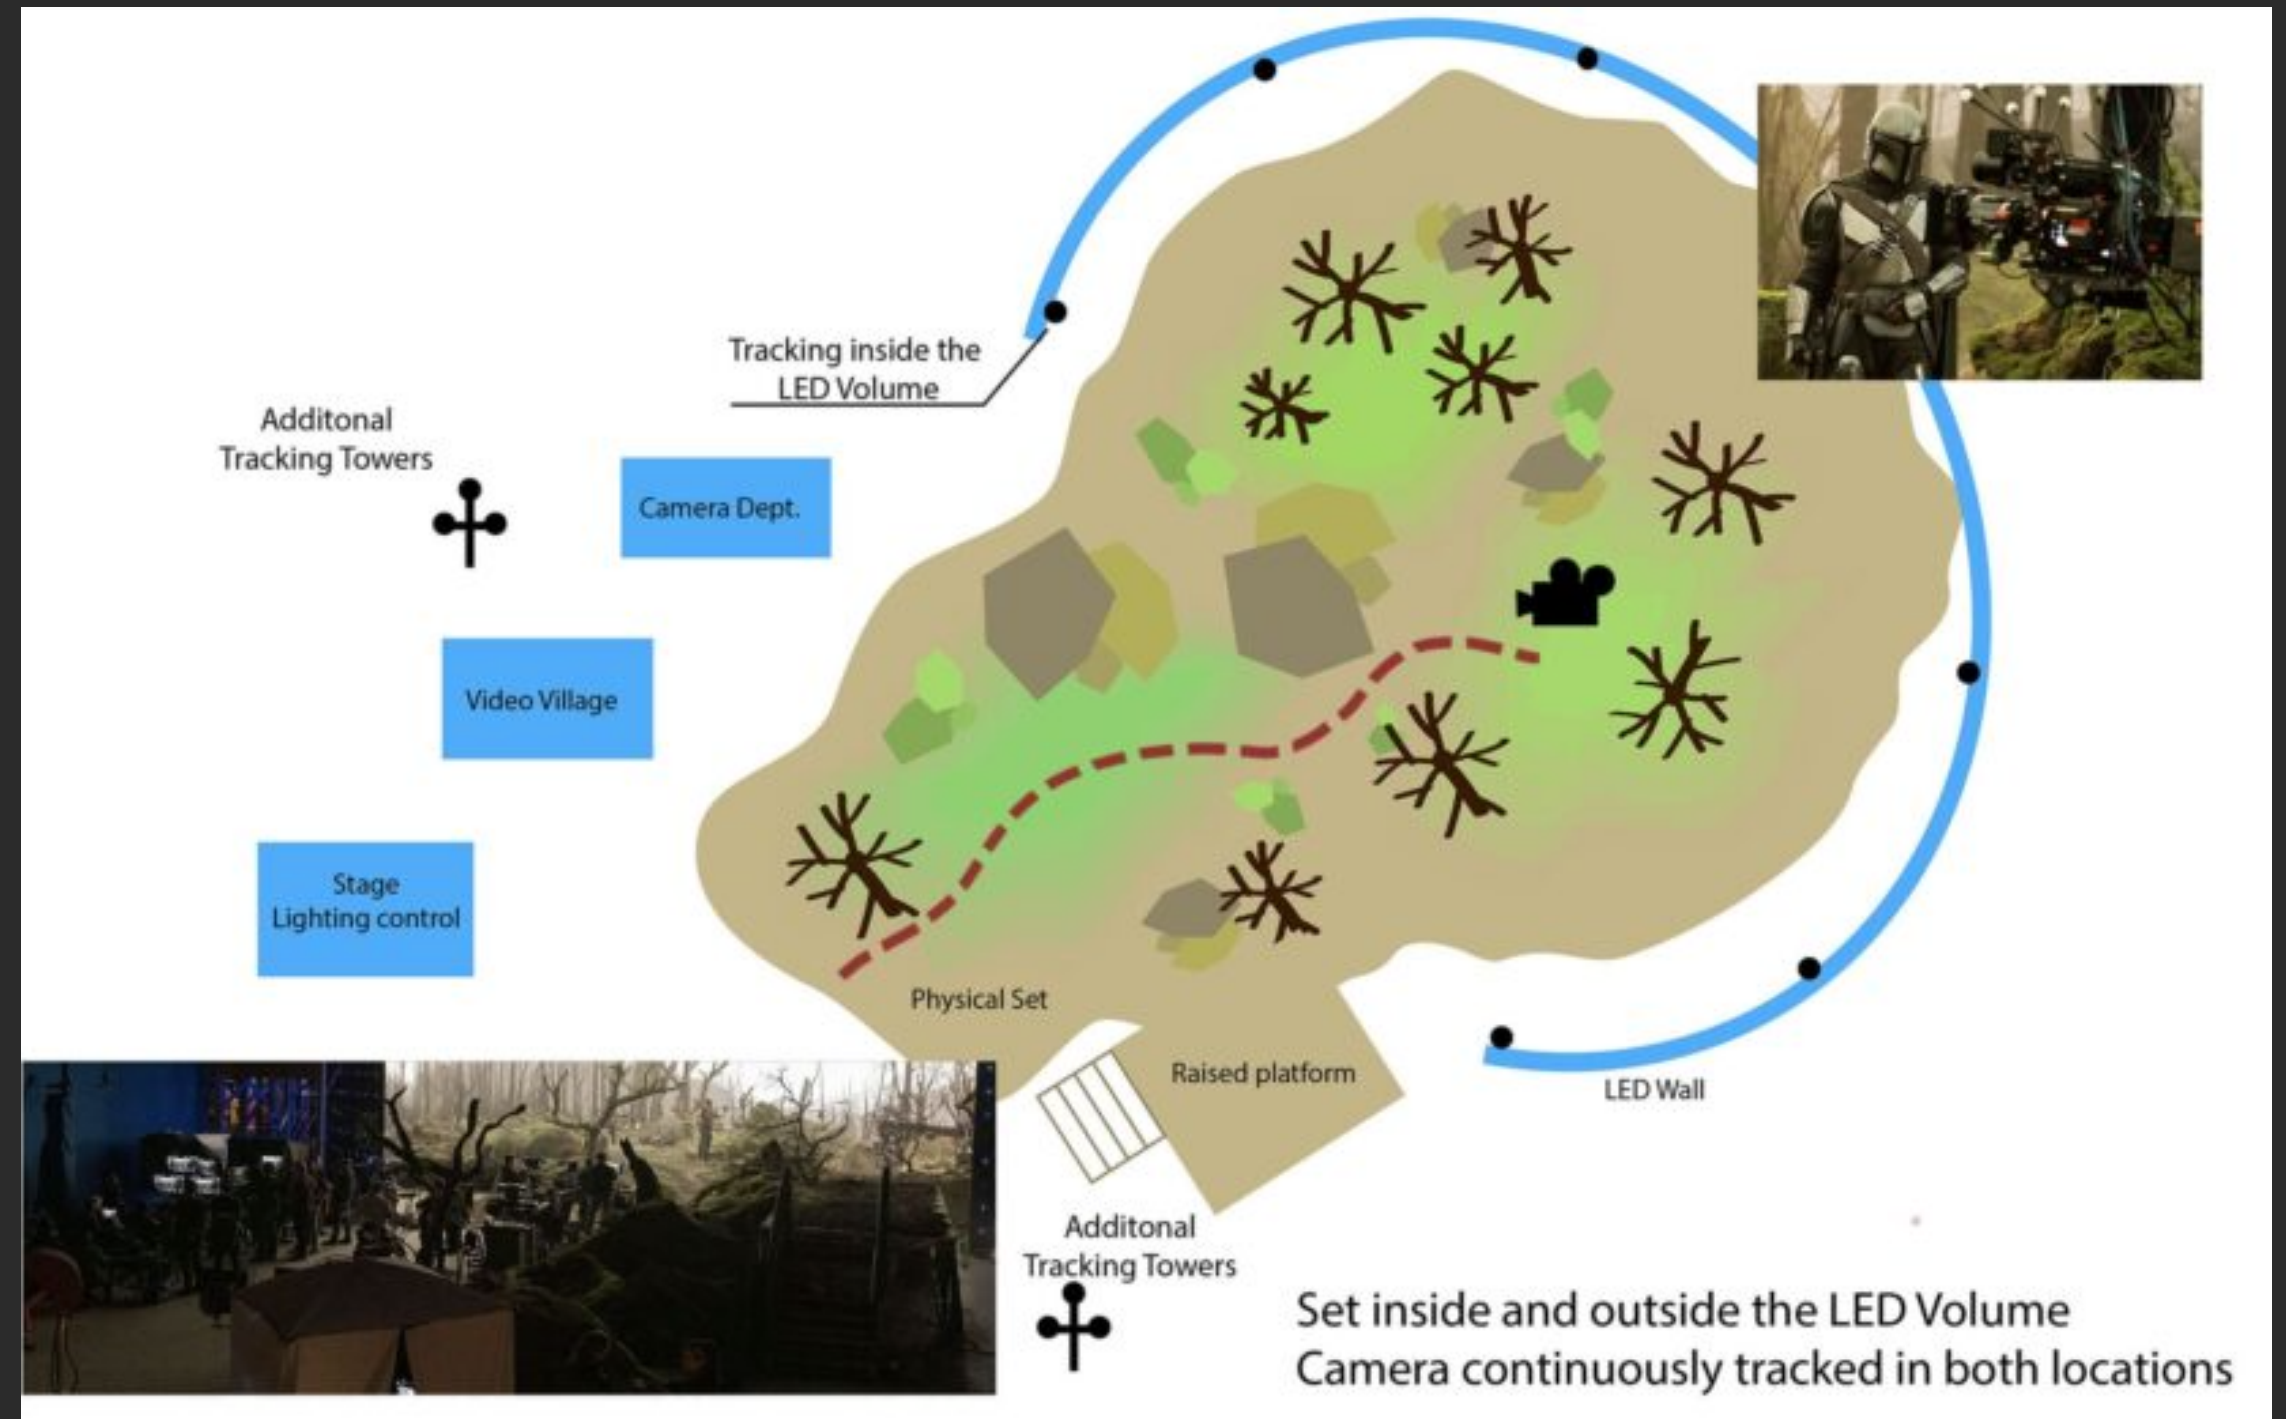 Tracking inside the
LED Volume
Additonal
Tracking Towers
Camera Dept.
Video Village
Stage
Lighting control
Physical Set
Raised platform
LED Wall
Additonal
Tracking Towers
Set inside and outside the LED Volume
Camera continuously tracked in both locations